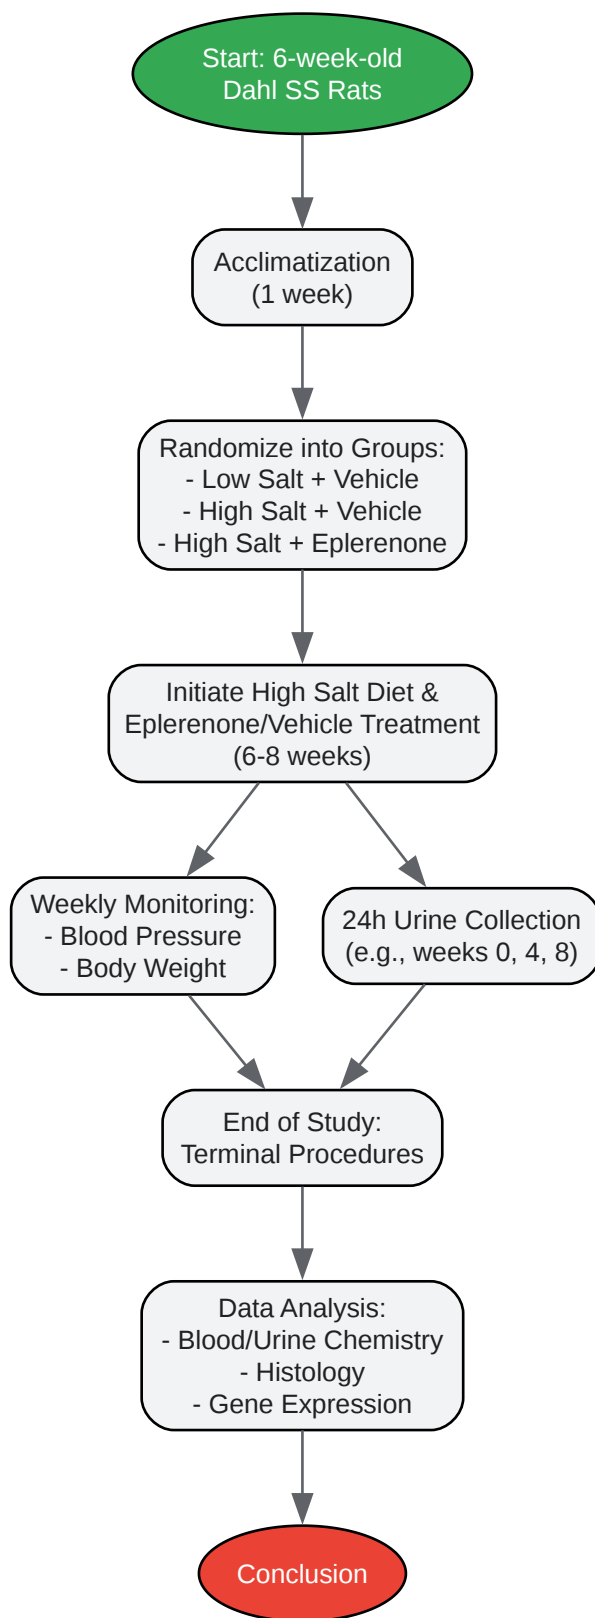 Start: 6-week-old
Dahl SS Rats
Acclimatization
(1 week)
Randomize into Groups:
- Low Salt + Vehicle
- High Salt + Vehicle
- High Salt + Eplerenone
Initiate High Salt Diet &
Eplerenone/Vehicle Treatment
(6-8 weeks)
Weekly Monitoring:
- Blood Pressure
- Body Weight
24h Urine Collection
(e.g., weeks 0, 4, 8)
End of Study:
Terminal Procedures
Data Analysis:
- Blood/Urine Chemistry
- Histology
- Gene Expression
Conclusion